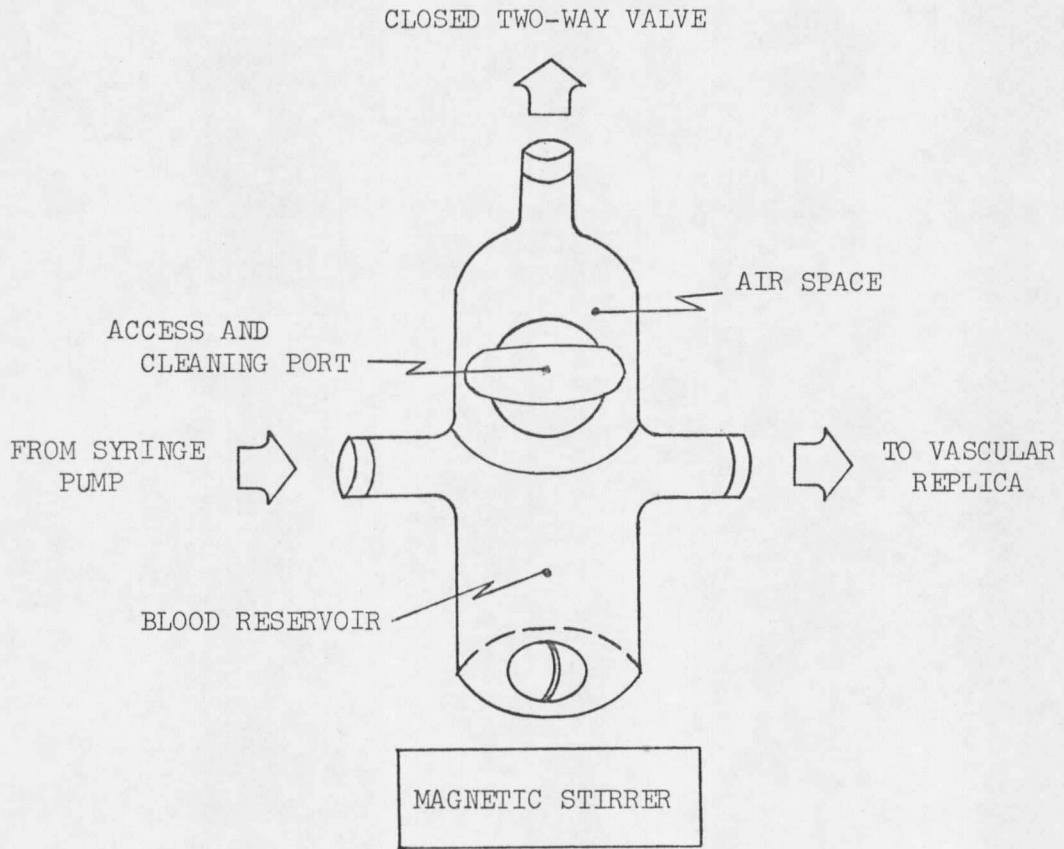 CLOSED TWO-WAY VALVE
AIR SPACE
ACCESS AND
CLEANING PORT
FROM SYRINGE
PUMP
TO VASCULAR
REPLICA
BLOOD RESERVOIR
MAGNETIC STIRRER